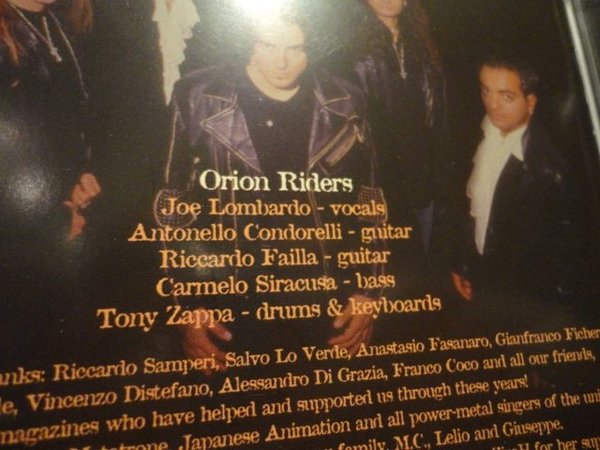 Orion Riders
Joe Lombardo - vocals
Antonello Condorelli - guitar
Riccardo Failla - guitar
Carmelo Siracusa - bass
Tony Zappa - drums & keyboards
Riccardo Samperi, Salvo Lo Verde, Anastasio Fasanaro, Gianfranco
Vincenzo Distefano, Alessandro Di Grazia, Franco Coco and all our friends,
magazines who have helped and supported us through these years!
Japanese Animation and all power-metal singers of the
family, M.C., Lelio and Giuseppe.
for her